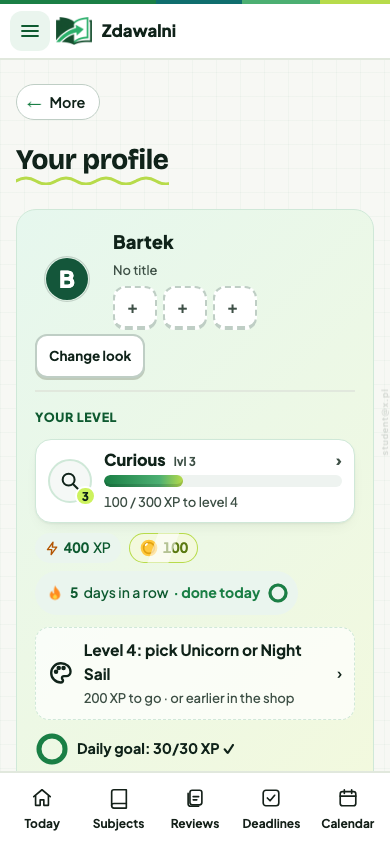 Zdawalni
← More
Your profile
B
Bartek
No title
+ + +
Change look
YOUR LEVEL
Curious lvl 3 ›
3
100 / 300 XP to level 4
400 XP 100
5 days in a row · done today
Level 4: pick Unicorn or Night Sail ›
200 XP to go · or earlier in the shop
Daily goal: 30/30 XP ✓
student@z.pl
Today Subjects Reviews Deadlines Calendar